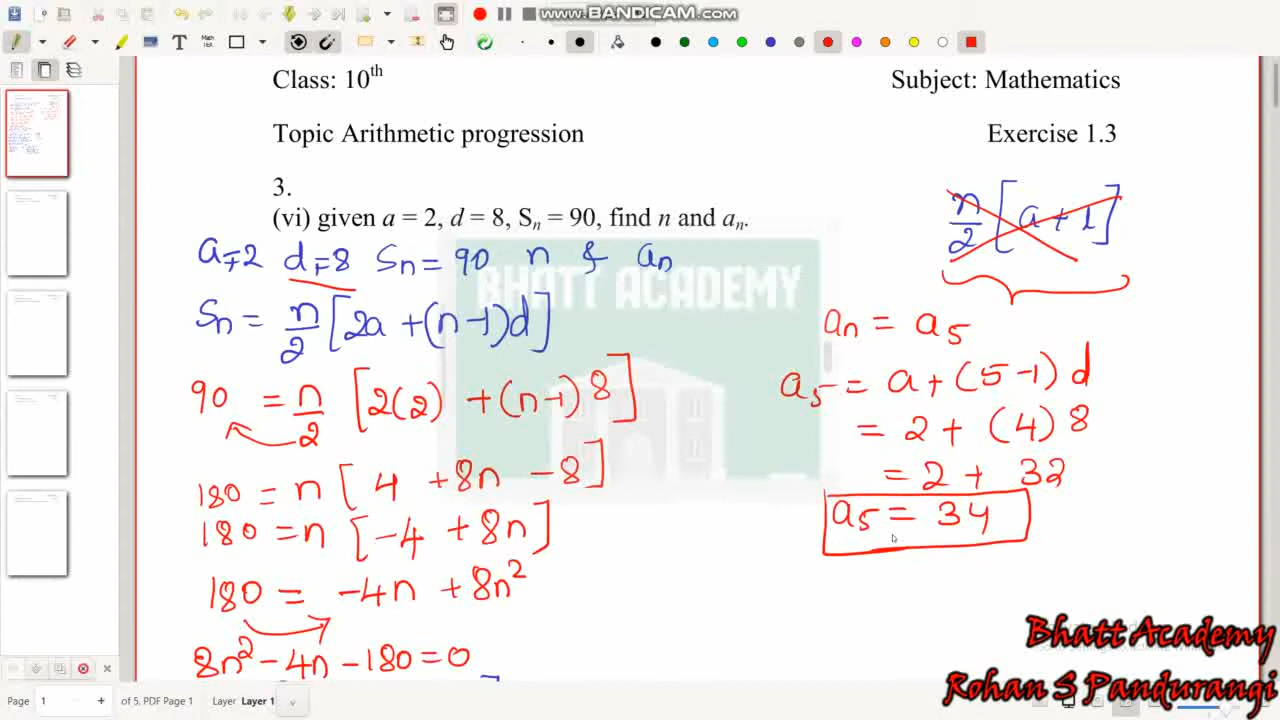 www.BANDICAM.com
Class: 10th
Subject: Mathematics
Topic Arithmetic progression
Exercise 1.3
3.
(vi) given a = 2, d = 8, Sn = 90, find n and an.
a = 2 d = 8 Sn = 90 n & an
Sn = n/2 [2a + (n-1)d]
90 = n/2 [2(2) + (n-1) 8]
180 = n [4 + 8n - 8]
180 = n [-4 + 8n]
180 = -4n + 8n²
8n² - 4n - 180 = 0
n/2 [a + l]
an = a5
a5 = a + (5-1) d
= 2 + (4) 8
= 2 + 32
a5 = 34
BHATT ACADEMY
Bhatt Academy
Rohan S Pandurangi
Page 1 of 5, PDF Page 1 Layer Layer 1